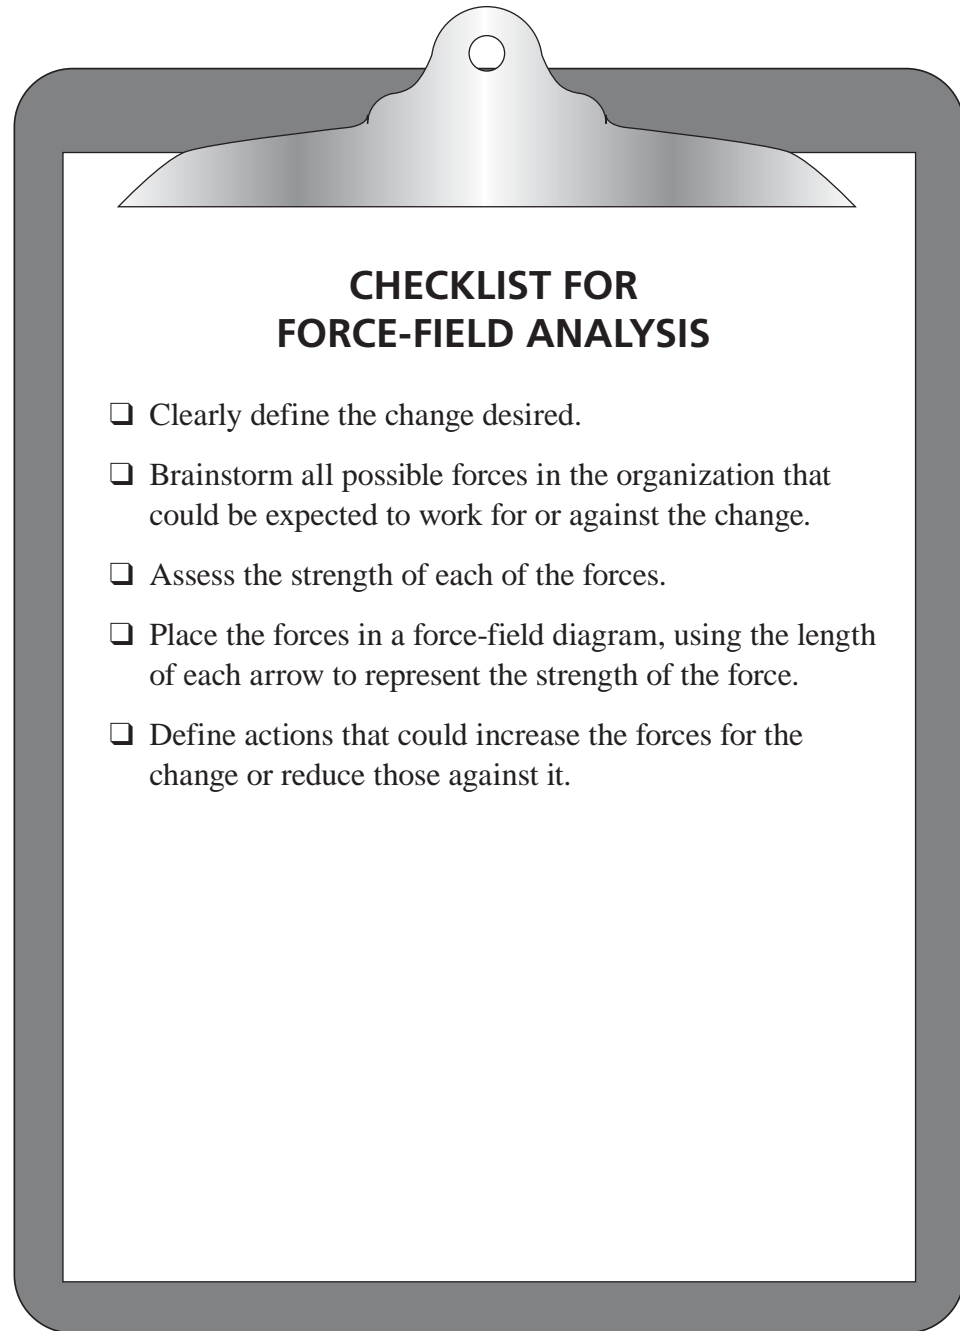 CHECKLIST FOR
FORCE-FIELD ANALYSIS
❏ Clearly define the change desired.
❏ Brainstorm all possible forces in the organization that
could be expected to work for or against the change.
❏ Assess the strength of each of the forces.
❏ Place the forces in a force-field diagram, using the length
of each arrow to represent the strength of the force.
❏ Define actions that could increase the forces for the
change or reduce those against it.